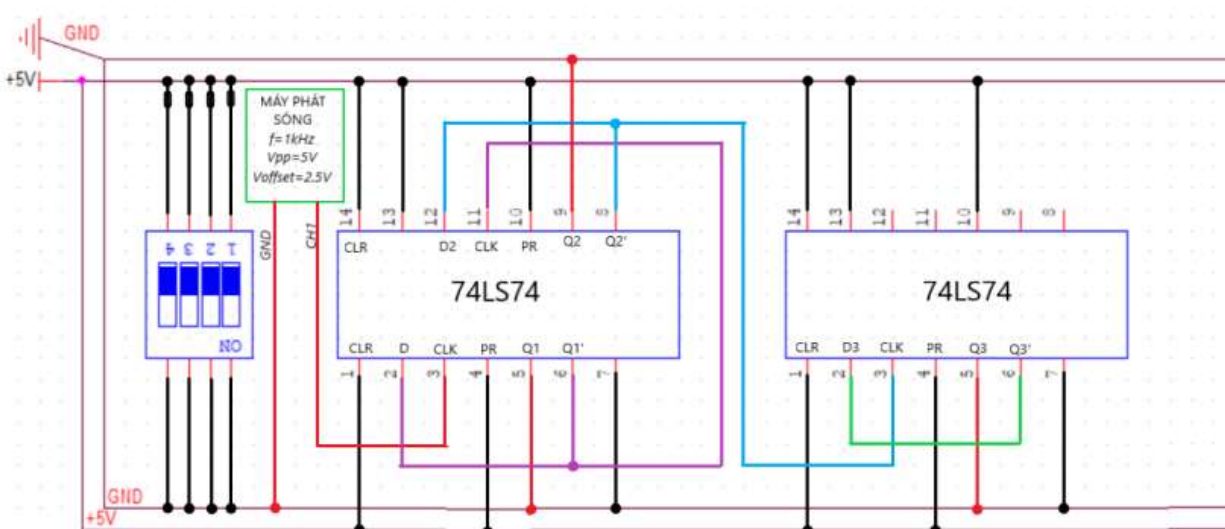 GND
+5V
MÁY PHÁT
SÓNG
f=1kHz
Vpp=5V
Voffset=2.5V
14 13 12 11 10 9 8
14 13 12 11 10 9 8
GND
CH1
4 3 2 1
ON
CLR D2 CLK PR Q2 Q2'
74LS74
74LS74
CLR D CLK PR Q1 Q1'
CLR D3 CLK PR Q3 Q3'
1 2 3 4 5 6 7
1 2 3 4 5 6 7
GND
+5V